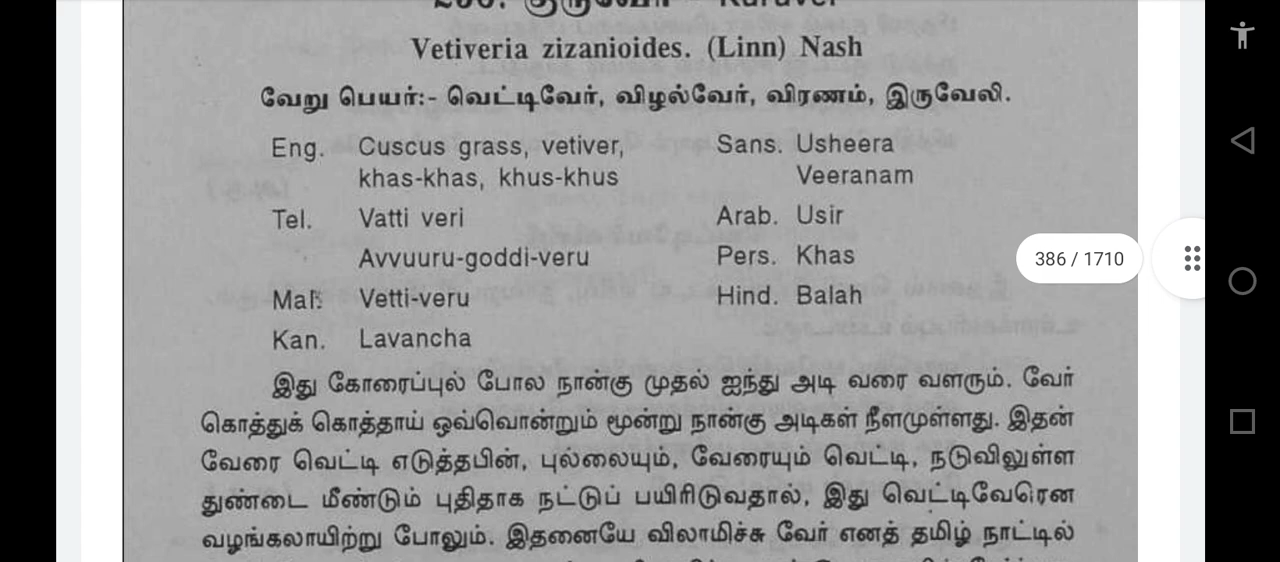 குருவேர் - Kuruver
Vetiveria zizanioides. (Linn) Nash
வேறு பெயர்:- வெட்டிவேர், விழல்வேர், விரணம், இருவேலி.
Eng. Cuscus grass, vetiver, Sans. Usheera
khas-khas, khus-khus Veeranam
Tel. Vatti veri Arab. Usir
Avvuuru-goddi-veru Pers. Khas
386 / 1710
Mal: Vetti-veru Hind. Balah
Kan. Lavancha
இது கோரைப்புல் போல நான்கு முதல் ஐந்து அடி வரை வளரும். வேர்
கொத்துக் கொத்தாய் ஒவ்வொன்றும் மூன்று நான்கு அடிகள் நீளமுள்ளது. இதன்
வேரை வெட்டி எடுத்தபின், புல்லையும், வேரையும் வெட்டி, நடுவிலுள்ள
துண்டை மீண்டும் புதிதாக நட்டுப் பயிரிடுவதால், இது வெட்டிவேரென
வழங்கலாயிற்று போலும். இதனையே விலாமிச்சு வேர் எனத் தமிழ் நாட்டில்